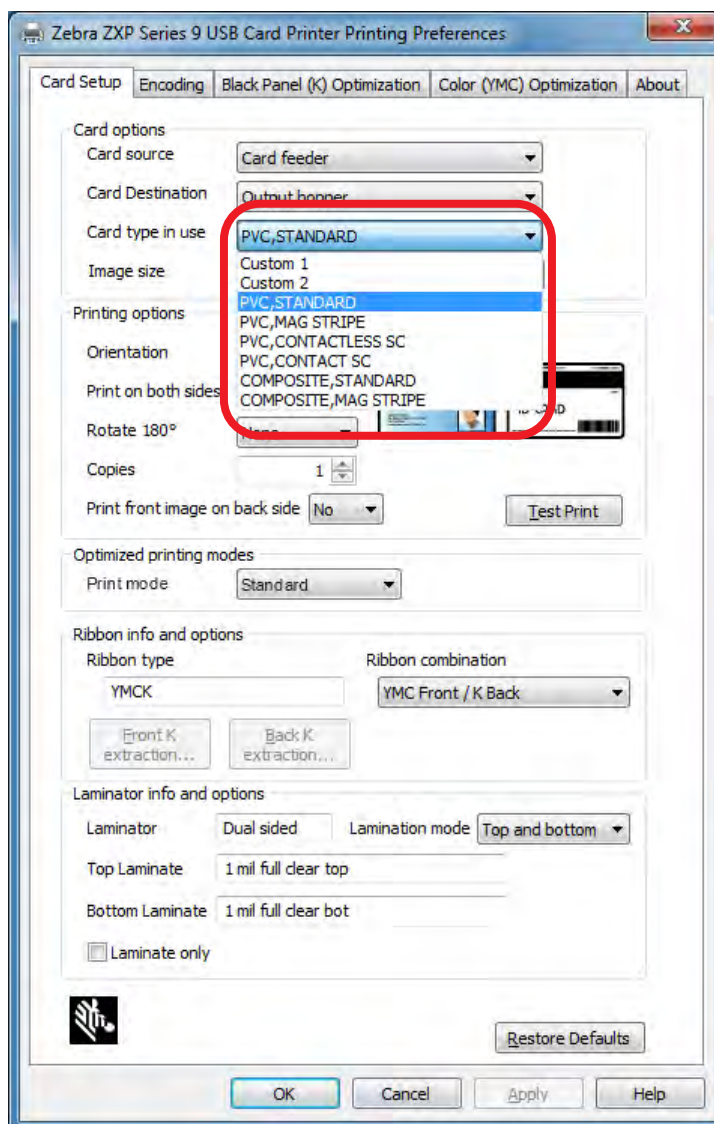 Zebra ZXP Series 9 USB Card Printer Printing Preferences
Card Setup Encoding Black Panel (K) Optimization Color (YMC) Optimization About
Card options
Card source Card feeder
Card Destination Output hopper
Card type in use PVC,STANDARD
Custom 1
Image size
Custom 2
PVC,STANDARD
Printing options
PVC,MAG STRIPE
PVC,CONTACTLESS SC
Orientation
PVC,CONTACT SC
COMPOSITE,STANDARD
Print on both sides
COMPOSITE,MAG STRIPE
ID CARD
Rotate 180° None
Copies 1
Print front image on back side No Test Print
Optimized printing modes
Print mode Standard
Ribbon info and options
Ribbon type Ribbon combination
YMCK YMC Front / K Back
Front K extraction... Back K extraction...
Laminator info and options
Laminator Dual sided Lamination mode Top and bottom
Top Laminate 1 mil full clear top
Bottom Laminate 1 mil full clear bot
Laminate only
Restore Defaults
OK Cancel Apply Help